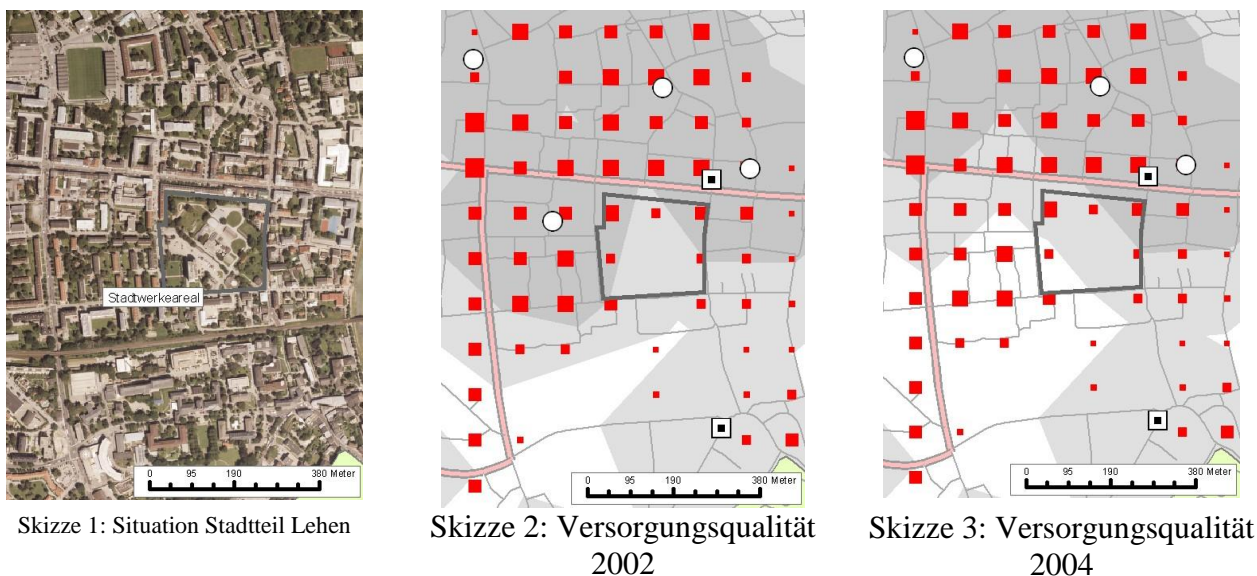 Stadtwerkeareal
0 95 190 380 Meter
Skizze 1: Situation Stadtteil Lehen
0 95 190 380 Meter
Skizze 2: Versorgungsqualität
2002
0 95 190 380 Meter
Skizze 3: Versorgungsqualität
2004